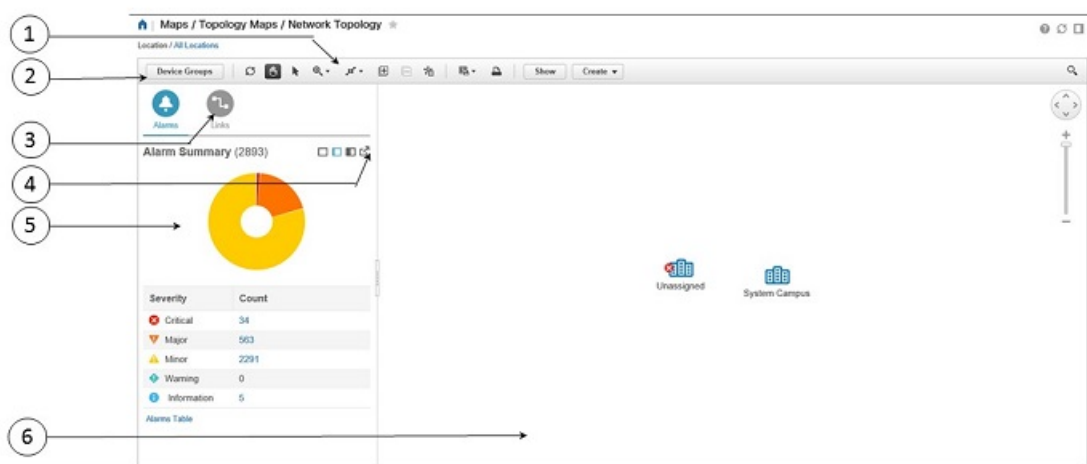 1
Maps / Topology Maps / Network Topology
Location / All Locations
2
Device Groups
Show
Create
3
Alarms
Links
Alarm Summary (2893)
4
5
Severity Count
Critical 34
Major 563
Minor 2291
Warning 0
Information 5
Alarms Table
Unassigned
System Campus
6